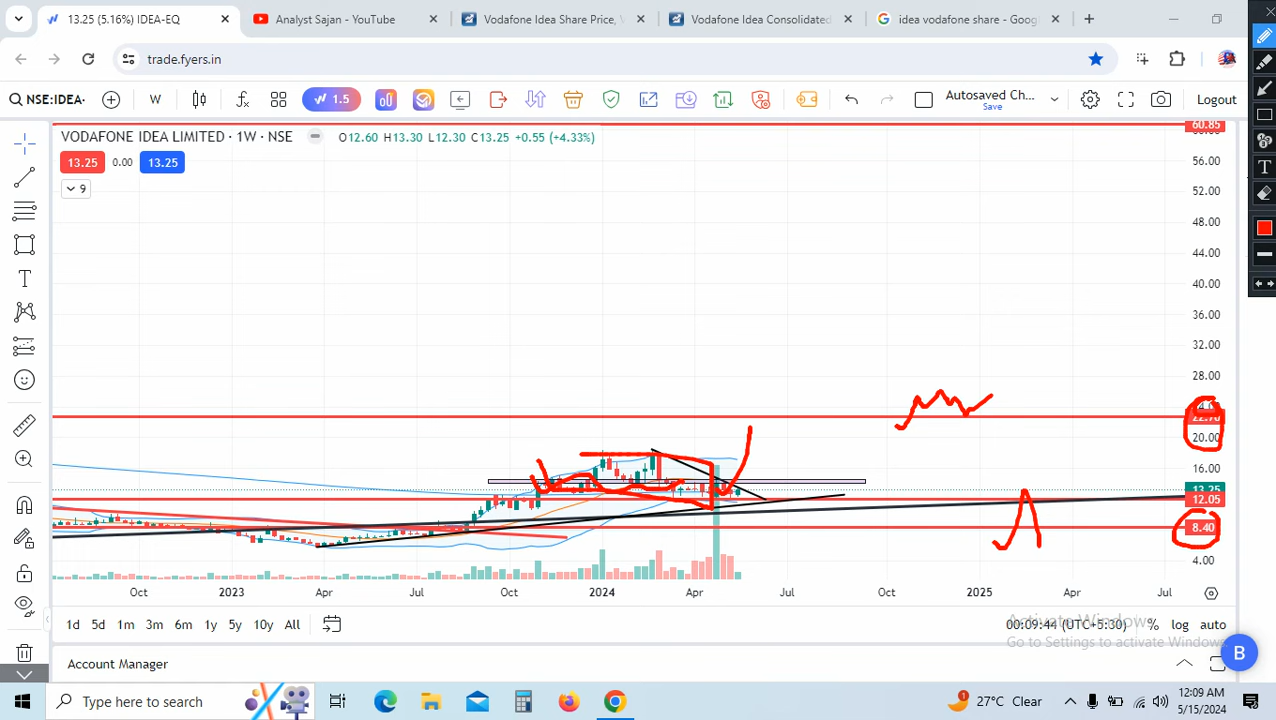 13.25 (5.16%) IDEA-EQ
Analyst Sajan - YouTube
Vodafone Idea Share Price, V
Vodafone Idea Consolidated
idea vodafone share - Goog
trade.fyers.in
NSE:IDEA-
W
1.5
Autosaved Ch...
Save
Logout
VODAFONE IDEA LIMITED · 1W · NSE
O12.60 H13.30 L12.30 C13.25 +0.55 (+4.33%)
13.25 0.00 13.25
9
60.85
56.00
52.00
48.00
44.00
40.00
36.00
32.00
28.00
20.00
16.00
13.25
12.05
8.40
4.00
Oct 2023 Apr Jul Oct 2024 Apr Jul Oct 2025 Apr Jul
1d 5d 1m 3m 6m 1y 5y 10y All
00:09:44 (UTC+5:30) % log auto
Activate Windows
Go to Settings to activate Windows.
Account Manager
B
Type here to search
1
27°C Clear
12:09 AM
5/15/2024
T
T